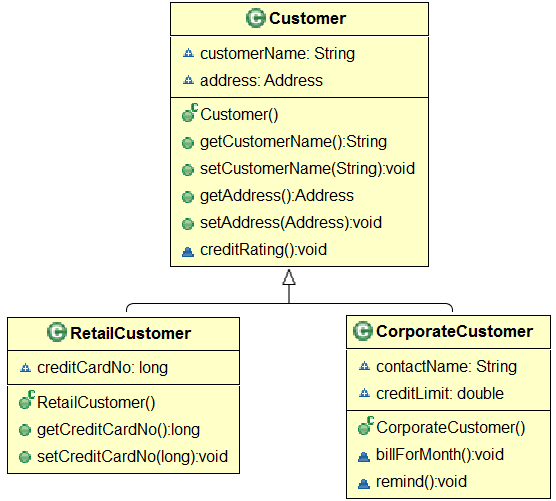 Customer
customerName: String
address: Address
Customer()
getCustomerName():String
setCustomerName(String):void
getAddress():Address
setAddress(Address):void
creditRating():void
RetailCustomer
creditCardNo: long
RetailCustomer()
getCreditCardNo():long
setCreditCardNo(long):void
CorporateCustomer
contactName: String
creditLimit: double
CorporateCustomer()
billForMonth():void
remind():void